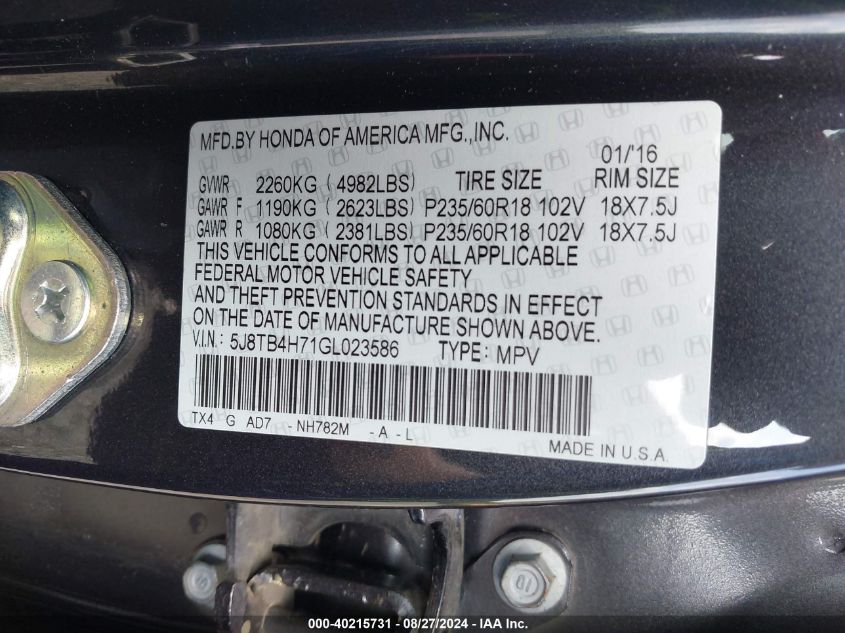 MFD.BY HONDA OF AMERICA MFG.,INC.
01/'16
GVWR 2260KG ( 4982LBS) TIRE SIZE RIM SIZE
GAWR F 1190KG ( 2623LBS) P235/60R18 102V 18X7.5J
GAWR R 1080KG ( 2381LBS) P235/60R18 102V 18X7.5J
THIS VEHICLE CONFORMS TO ALL APPLICABLE
FEDERAL MOTOR VEHICLE SAFETY
AND THEFT PREVENTION STANDARDS IN EFFECT
ON THE DATE OF MANUFACTURE SHOWN ABOVE.
V.I.N.: 5J8TB4H71GL023586 TYPE: MPV
TX4 G AD7 -NH782M -A -L
MADE IN U.S.A.
000-40215731 - 08/27/2024 - IAA Inc.